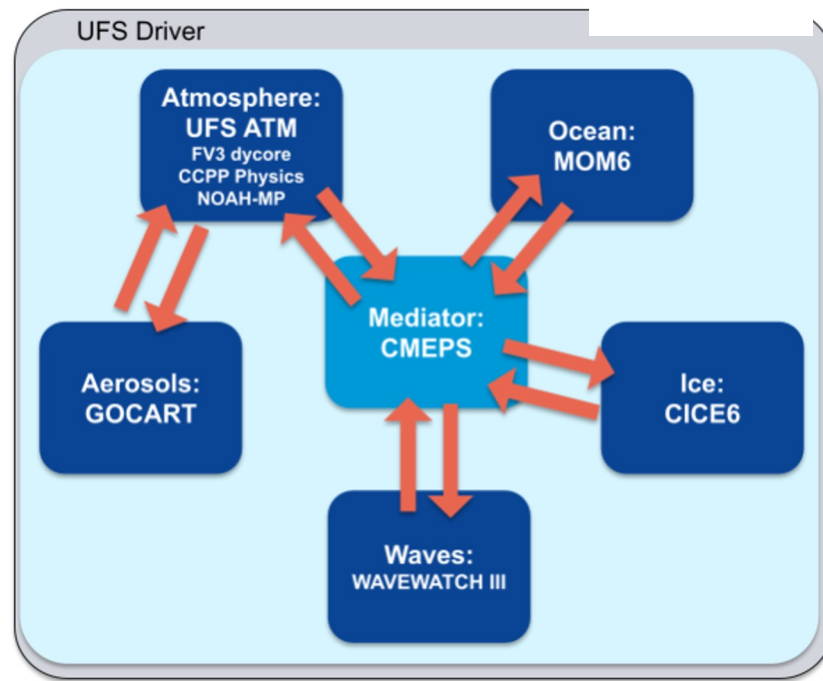 UFS Driver
Atmosphere:
UFS ATM
FV3 dycore
CCPP Physics
NOAH-MP
Ocean:
MOM6
Mediator:
CMEPS
Aerosols:
GOCART
Ice:
CICE6
Waves:
WAVEWATCH III